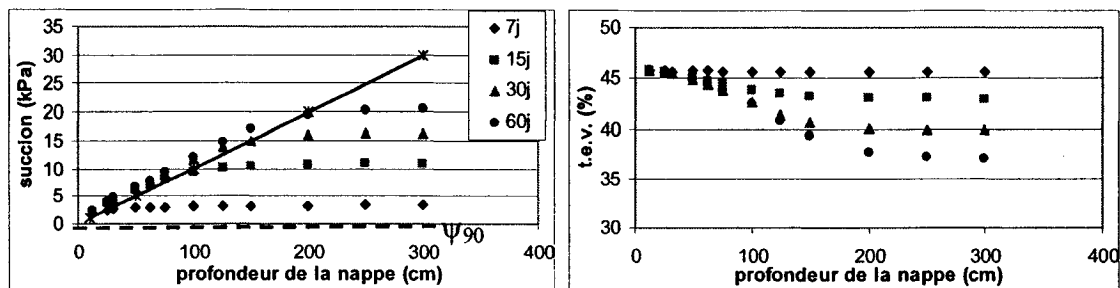 succion (kPa)
35
30
25
20
15
10
5
0
0 100 200 300 400
profondeur de la nappe (cm)
7j
15j
30j
60j
Ψ90
t.e.v. (%)
50
45
40
35
30
0 100 200 300 400
profondeur de la nappe (cm)